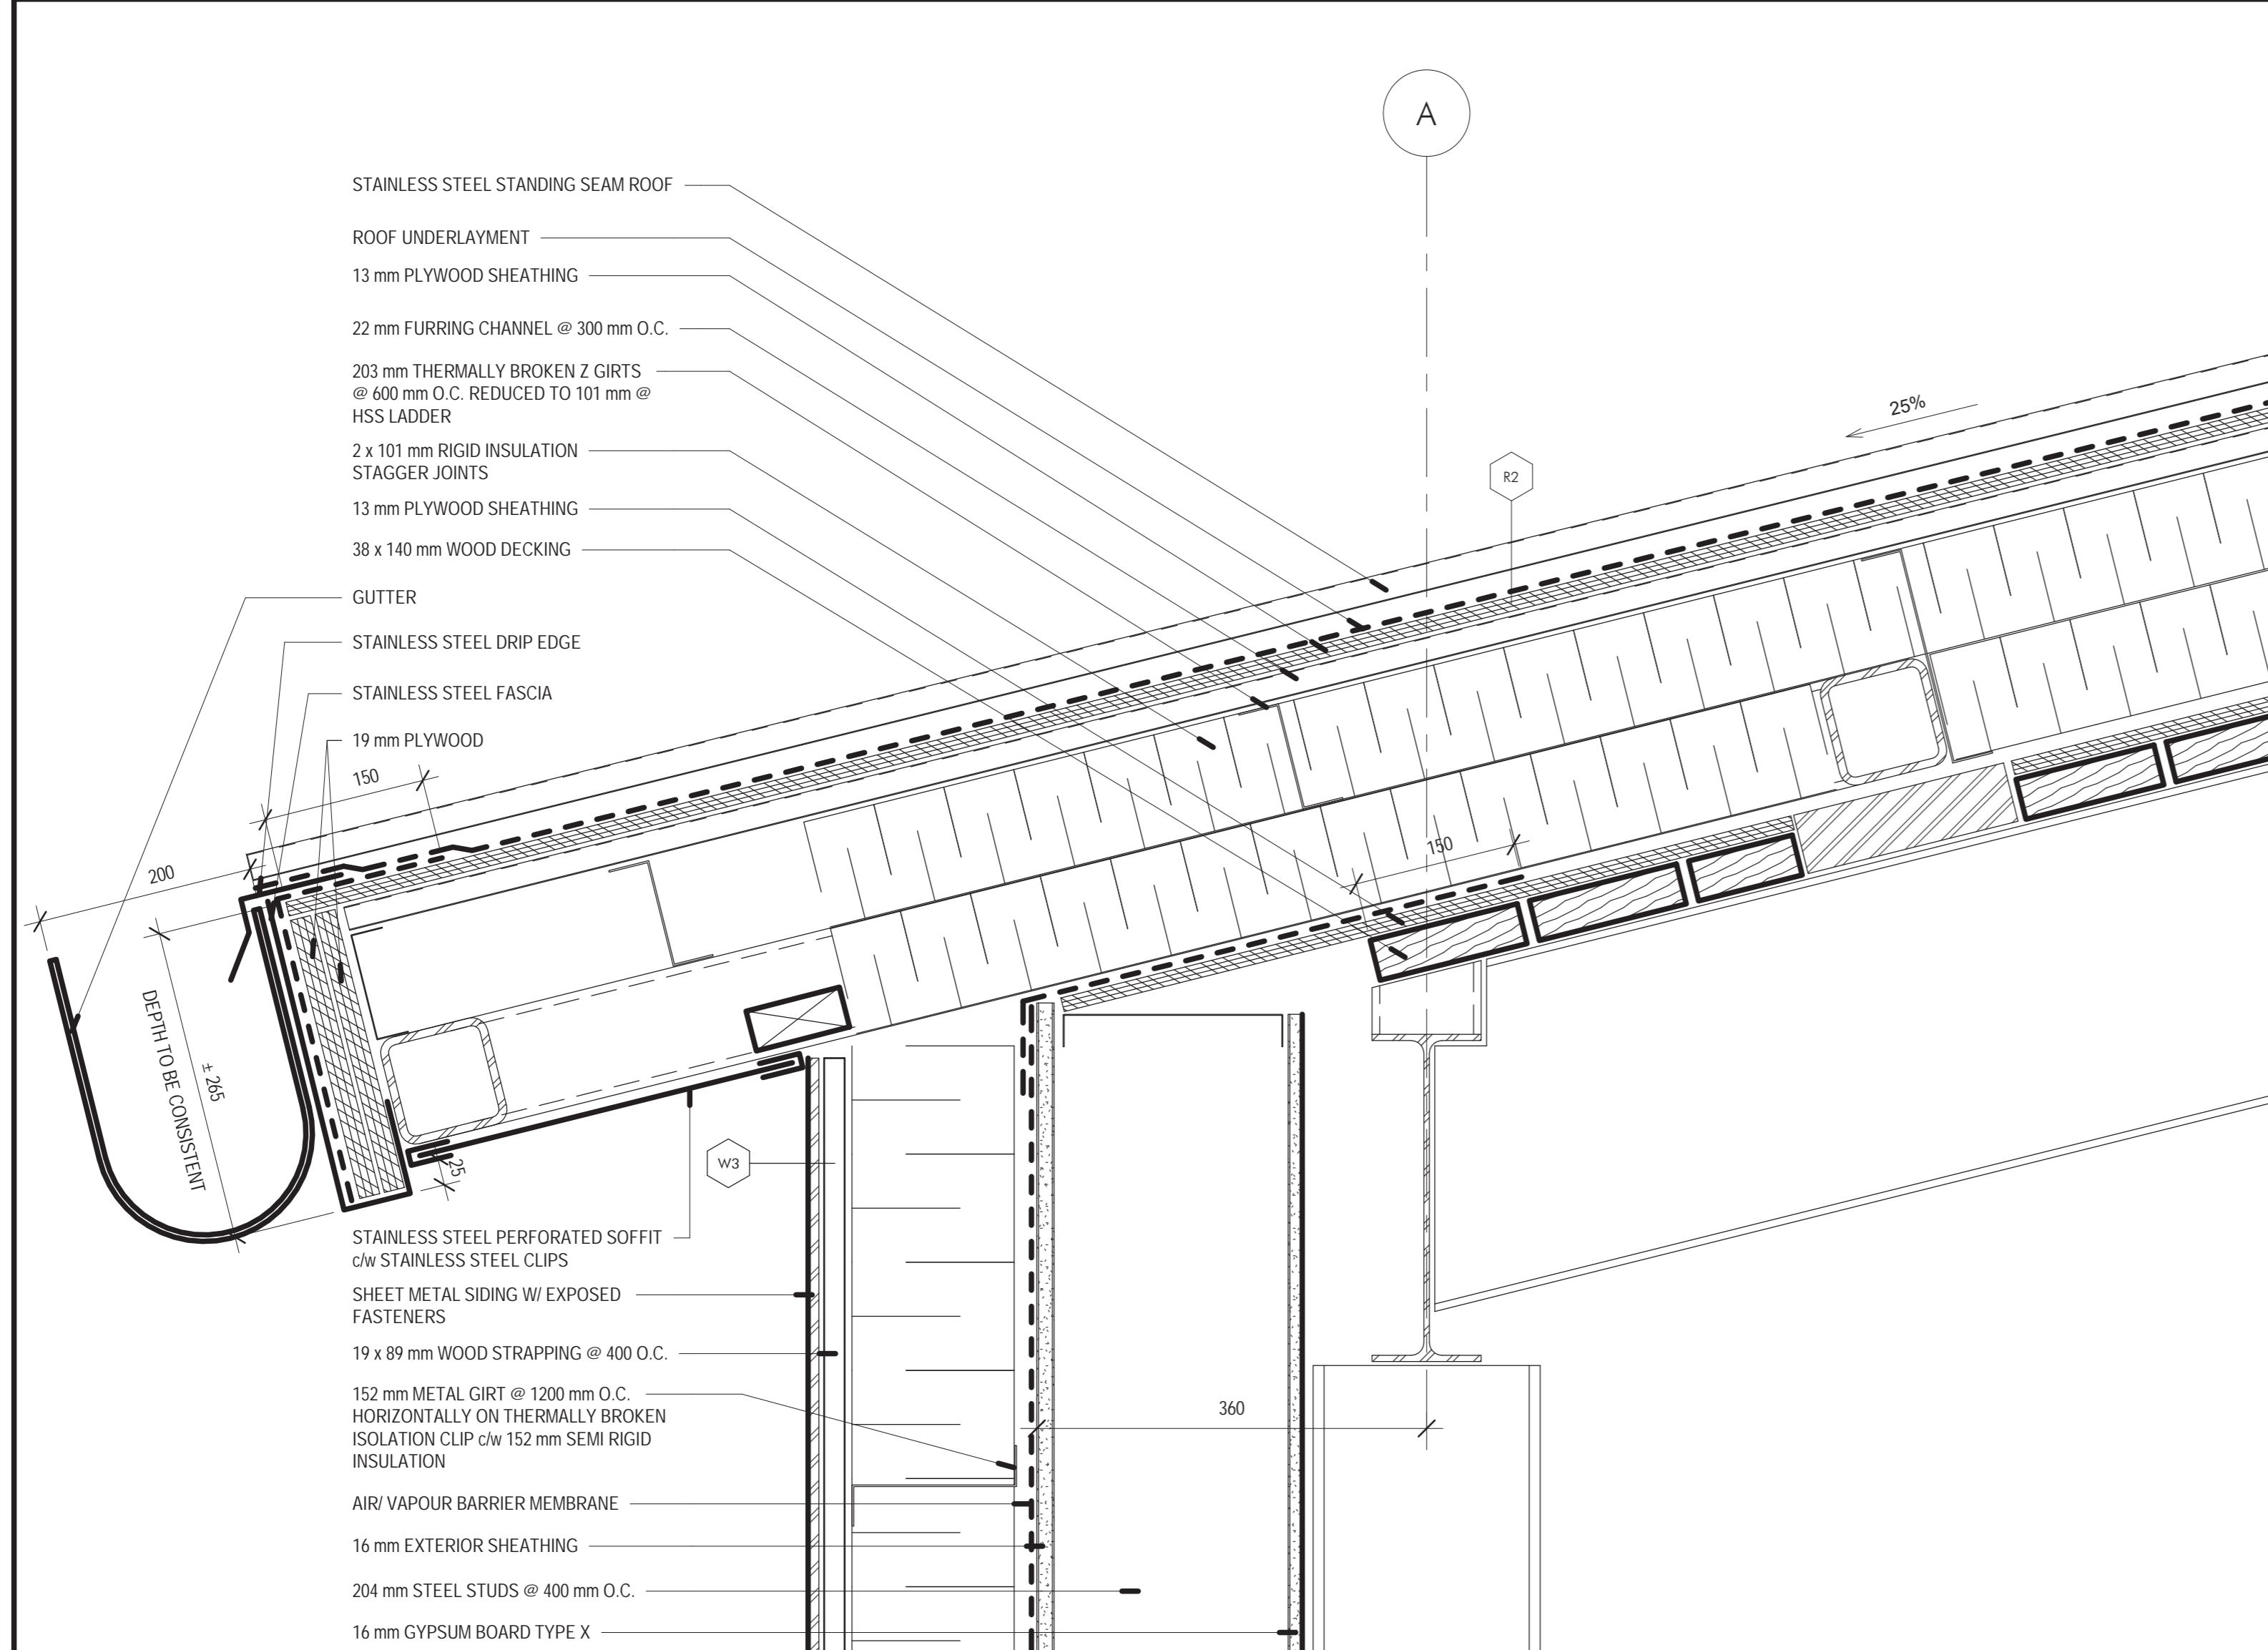 A
STAINLESS STEEL STANDING SEAM ROOF
ROOF UNDERLAYMENT
13 mm PLYWOOD SHEATHING
22 mm FURRING CHANNEL @ 300 mm O.C.
203 mm THERMALLY BROKEN Z GIRTS
@ 600 mm O.C. REDUCED TO 101 mm @
HSS LADDER
2 x 101 mm RIGID INSULATION
STAGGER JOINTS
13 mm PLYWOOD SHEATHING
38 x 140 mm WOOD DECKING
GUTTER
STAINLESS STEEL DRIP EDGE
STAINLESS STEEL FASCIA
19 mm PLYWOOD
25%
R2
150
200
150
± 265
DEPTH TO BE CONSISTENT
25
W3
STAINLESS STEEL PERFORATED SOFFIT
c/w STAINLESS STEEL CLIPS
SHEET METAL SIDING W/ EXPOSED
FASTENERS
19 x 89 mm WOOD STRAPPING @ 400 O.C.
152 mm METAL GIRT @ 1200 mm O.C.
HORIZONTALLY ON THERMALLY BROKEN
ISOLATION CLIP c/w 152 mm SEMI RIGID
INSULATION
360
AIR/ VAPOUR BARRIER MEMBRANE
16 mm EXTERIOR SHEATHING
204 mm STEEL STUDS @ 400 mm O.C.
16 mm GYPSUM BOARD TYPE X